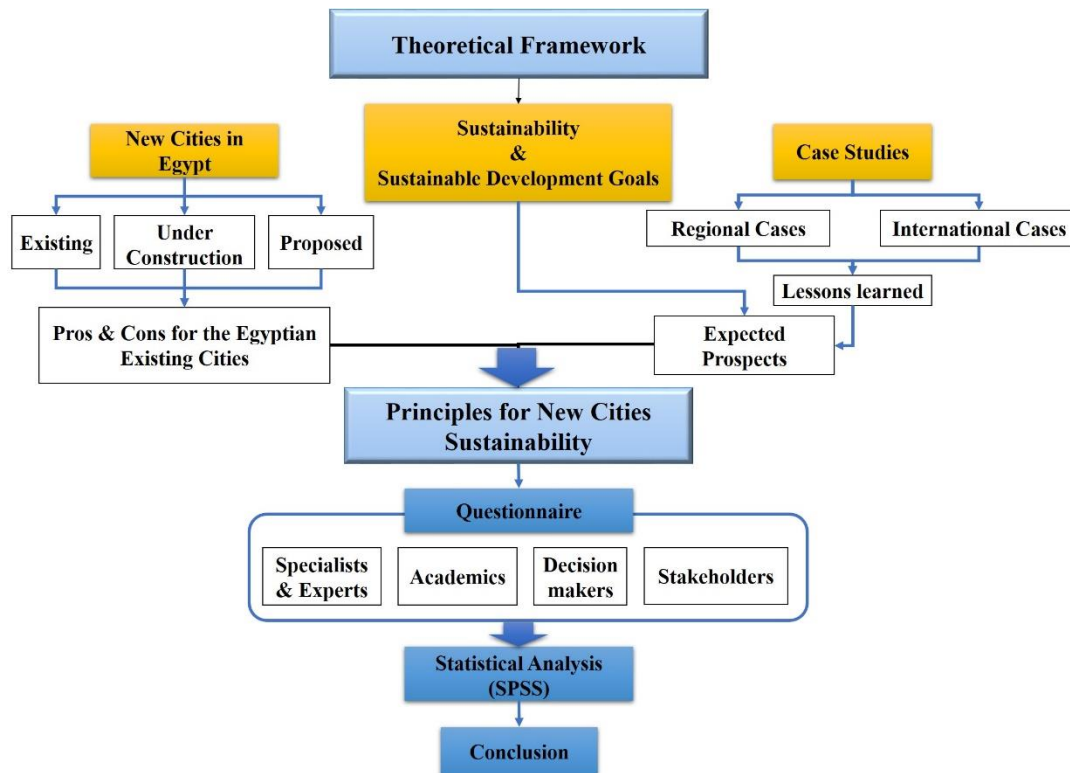 Theoretical Framework
New Cities in
Egypt
Sustainability
&
Sustainable Development Goals
Case Studies
Existing
Under
Construction
Proposed
Regional Cases
International Cases
Lessons learned
Pros & Cons for the Egyptian
Existing Cities
Expected
Prospects
Principles for New Cities
Sustainability
Questionnaire
Specialists
& Experts
Academics
Decision
makers
Stakeholders
Statistical Analysis
(SPSS)
Conclusion